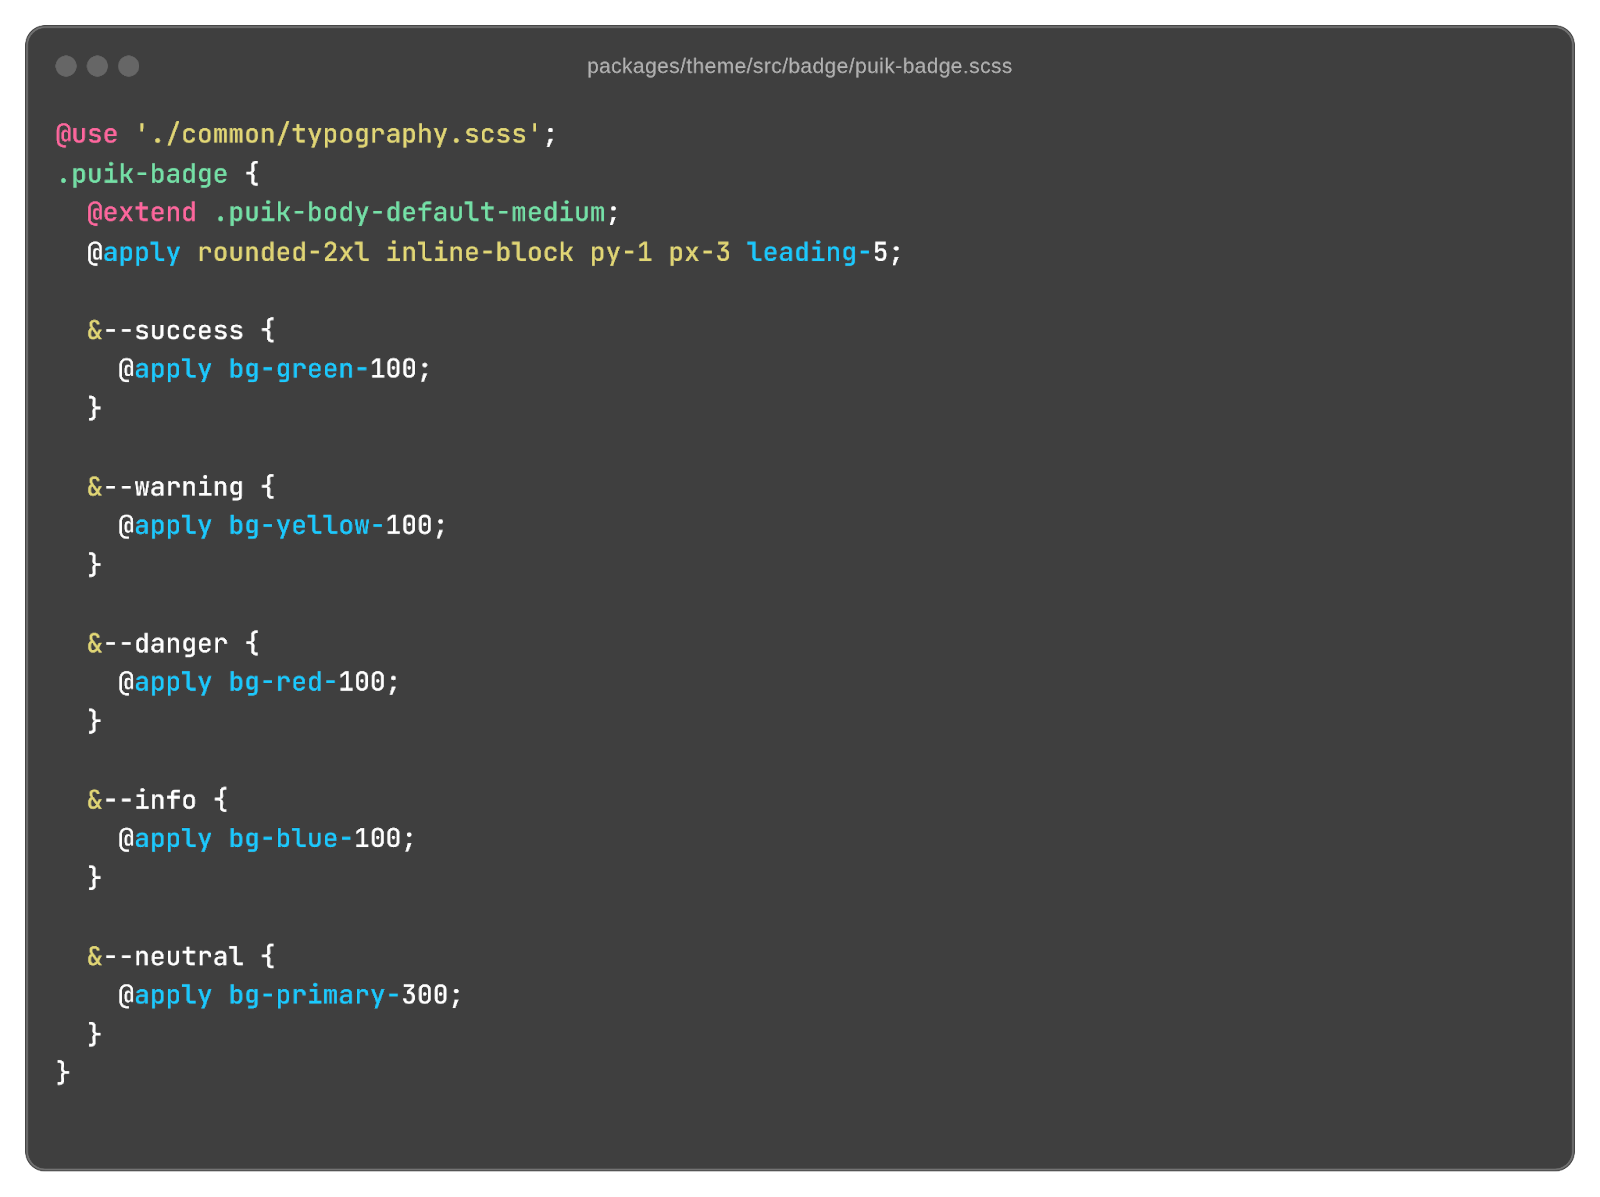 packages/theme/src/badge/puik-badge.scss
@use './common/typography.scss';
.puik-badge {
  @extend .puik-body-default-medium;
  @apply rounded-2xl inline-block py-1 px-3 leading-5;

  &--success {
    @apply bg-green-100;
  }

  &--warning {
    @apply bg-yellow-100;
  }

  &--danger {
    @apply bg-red-100;
  }

  &--info {
    @apply bg-blue-100;
  }

  &--neutral {
    @apply bg-primary-300;
  }
}